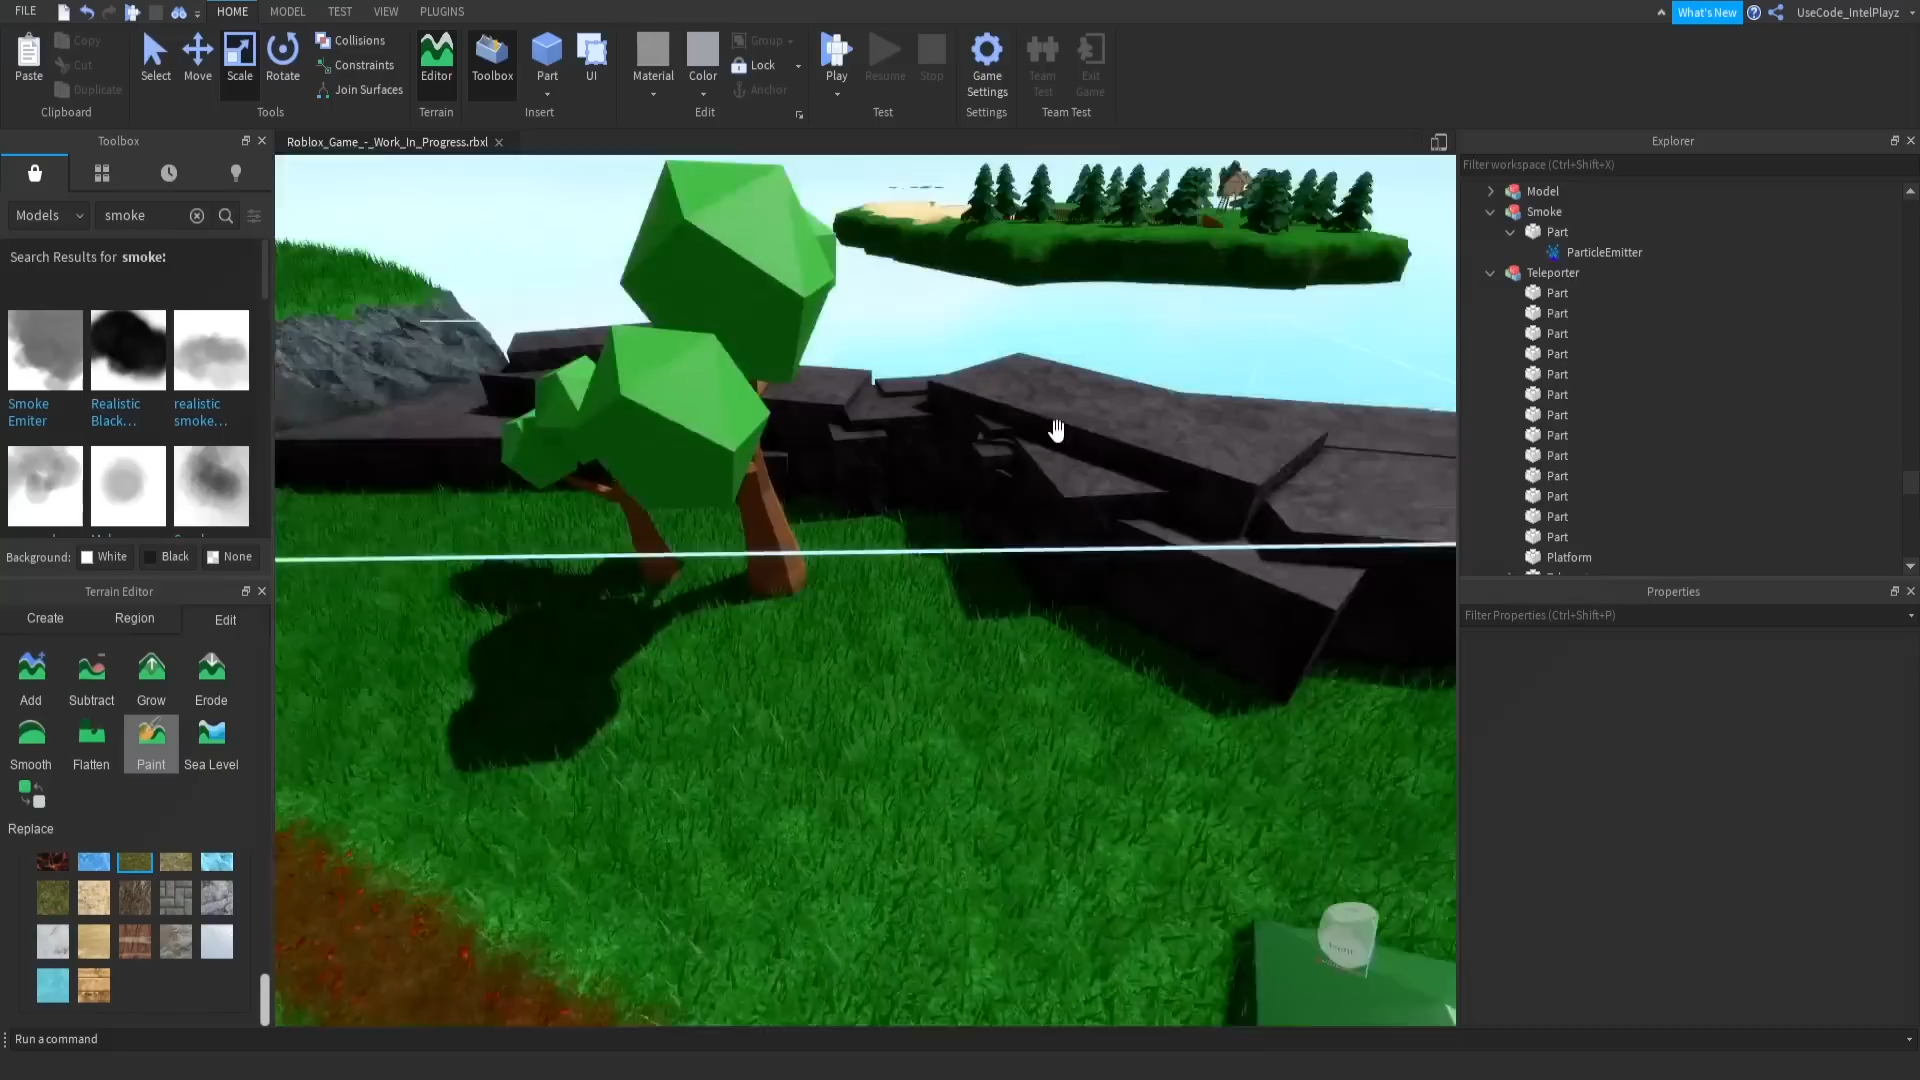 FILE
HOME
MODEL
TEST
VIEW
PLUGINS
What's New
UseCode_IntelPlayz
Paste
Copy
Cut
Duplicate
Clipboard
Select
Move
Scale
Rotate
Collisions
Constraints
Join Surfaces
Tools
Editor
Terrain
Toolbox
Part
UI
Insert
Material
Color
Group
Lock
Anchor
Edit
Play
Resume
Stop
Test
Game
Settings
Settings
Team
Test
Exit
Game
Team Test
Toolbox
Models
smoke
Search Results for smoke:
Smoke
Emiter
Realistic
Black...
realistic
smoke...
Background:
White
Black
None
Terrain Editor
Create
Region
Edit
Add
Subtract
Grow
Erode
Smooth
Flatten
Paint
Sea Level
Replace
Roblox_Game_-_Work_In_Progress.rbxl
Explorer
Filter workspace (Ctrl+Shift+X)
Model
Smoke
Part
ParticleEmitter
Teleporter
Part
Part
Part
Part
Part
Part
Part
Part
Part
Part
Part
Part
Part
Platform
Properties
Filter Properties (Ctrl+Shift+P)
Run a command